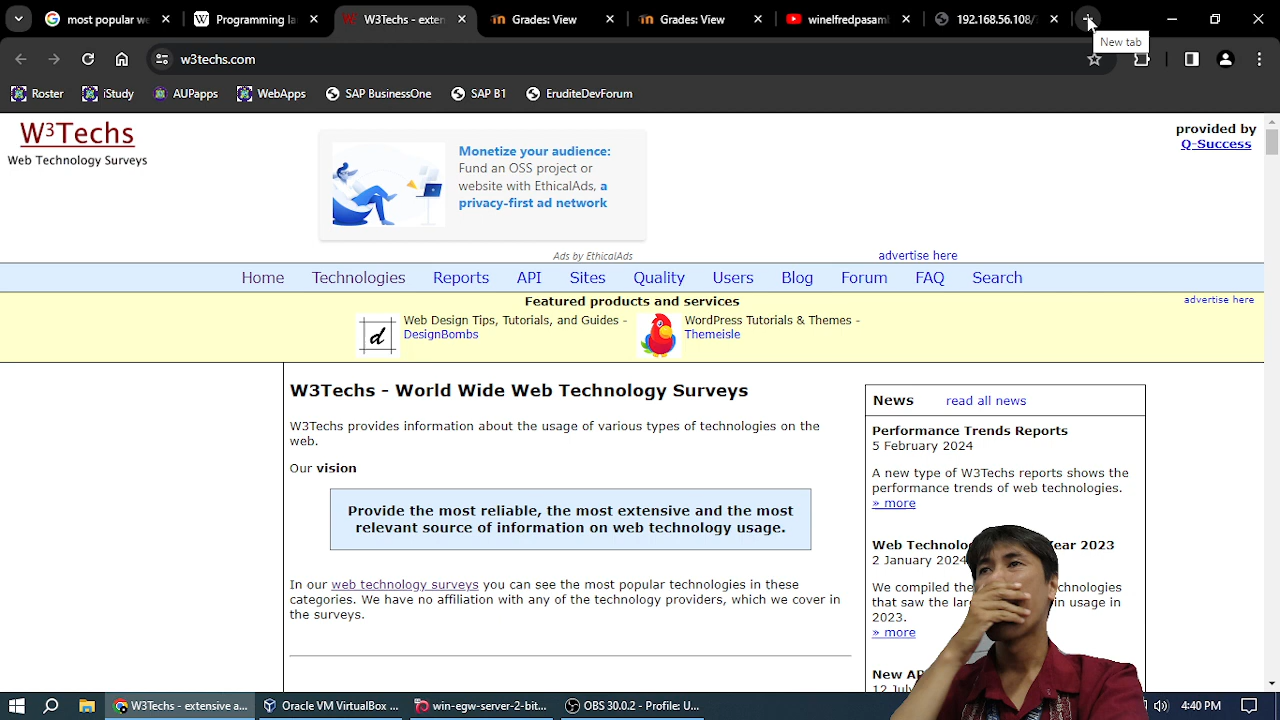 most popular we
Programming la
W3Techs - exten
Grades: View
Grades: View
winelfredpasamb
192.168.56.108/
New tab
w3techs.com
Roster
iStudy
AUPapps
WebApps
SAP BusinessOne
SAP B1
EruditeDevForum
W3Techs
Web Technology Surveys
Monetize your audience:
Fund an OSS project or
website with EthicalAds, a
privacy-first ad network
Ads by EthicalAds
advertise here
provided by
Q-Success
Home
Technologies
Reports
API
Sites
Quality
Users
Blog
Forum
FAQ
Search
Featured products and services
advertise here
d
Web Design Tips, Tutorials, and Guides -
DesignBombs
WordPress Tutorials & Themes -
Themeisle
W3Techs - World Wide Web Technology Surveys
W3Techs provides information about the usage of various types of technologies on the
web.
Our vision
Provide the most reliable, the most extensive and the most
relevant source of information on web technology usage.
In our web technology surveys you can see the most popular technologies in these
categories. We have no affiliation with any of the technology providers, which we cover in
the surveys.
News
read all news
Performance Trends Reports
5 February 2024
A new type of W3Techs reports shows the
performance trends of web technologies.
» more
Web Technolo Year 2023
2 January 2024
We compiled the chnologies
that saw the lar in usage in
2023.
» more
New AP
12 July
W3Techs - extensive a...
Oracle VM VirtualBox ...
win-egw-server-2-bit...
OBS 30.0.2 - Profile: U...
4:40 PM